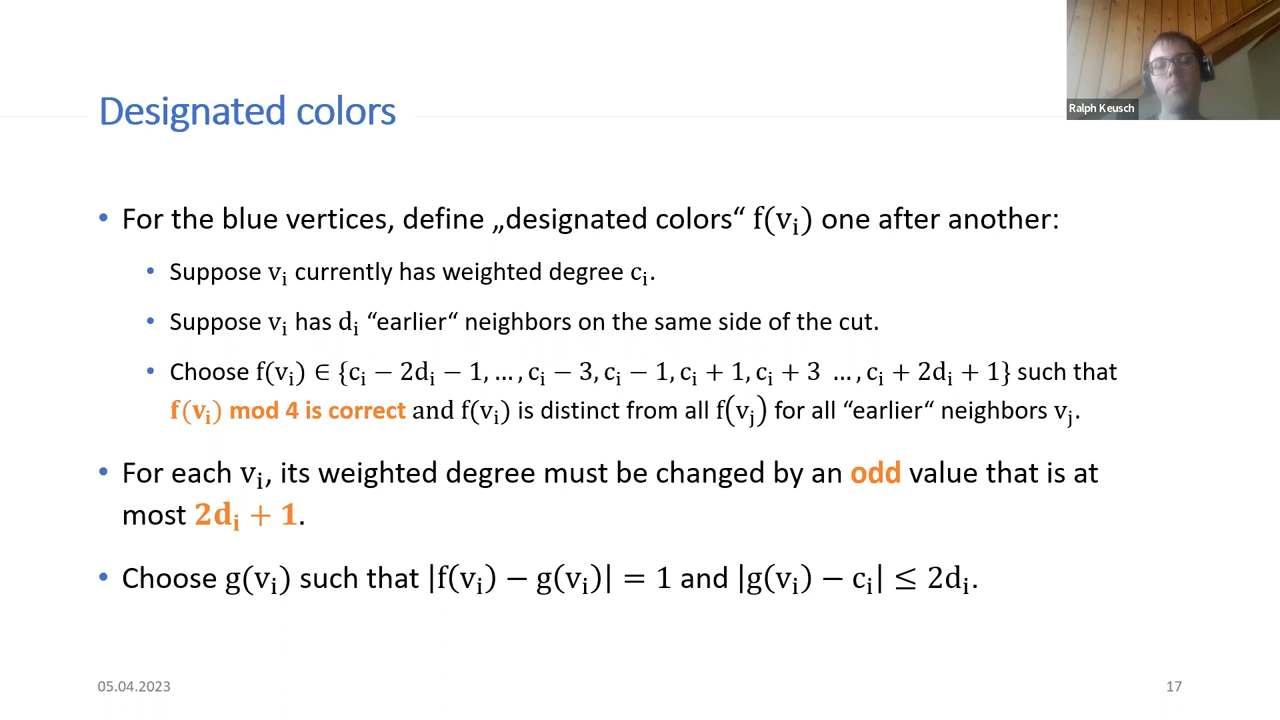 Ralph Keusch
Designated colors
• For the blue vertices, define „designated colors“ f(vᵢ) one after another:
• Suppose vᵢ currently has weighted degree cᵢ.
• Suppose vᵢ has dᵢ “earlier“ neighbors on the same side of the cut.
• Choose f(vᵢ) ∈ {cᵢ − 2dᵢ − 1, …, cᵢ − 3, cᵢ − 1, cᵢ + 1, cᵢ + 3 …, cᵢ + 2dᵢ + 1} such that
f(vᵢ) mod 4 is correct and f(vᵢ) is distinct from all f(vⱼ) for all “earlier“ neighbors vⱼ.
• For each vᵢ, its weighted degree must be changed by an odd value that is at
most 2dᵢ + 1.
• Choose g(vᵢ) such that |f(vᵢ) − g(vᵢ)| = 1 and |g(vᵢ) − cᵢ| ≤ 2dᵢ.
05.04.2023
17